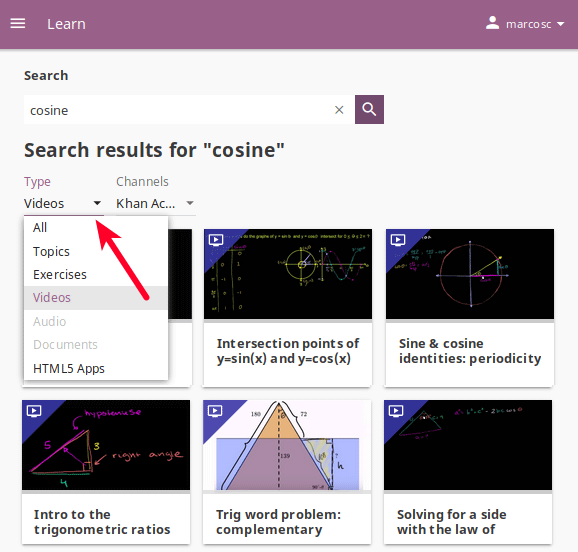 Learn
marcosc
Search
cosine
Search results for "cosine"
Type
Channels
Videos
Khan Ac...
All
Topics
Exercises
Videos
Audio
Documents
HTML5 Apps
Intersection points of
y=sin(x) and y=cos(x)
Sine & cosine
identities: periodicity
hypotenuse
5
3
right angle
4
180
72
139
h
Intro to the
trigonometric ratios
Trig word problem:
complementary
Solving for a side
with the law of